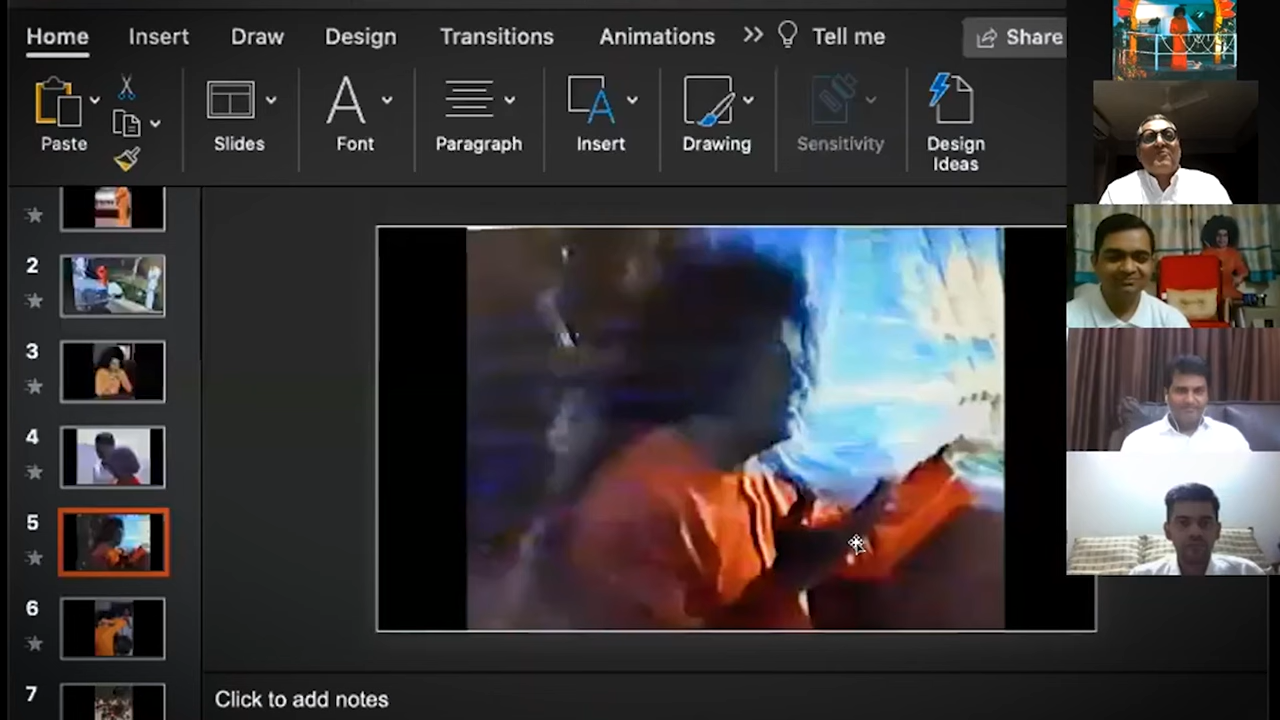 Home Insert Draw Design Transitions Animations Tell me Share
Paste Slides Font Paragraph Insert Drawing Sensitivity Design
Ideas
2
3
4
5
6
7
Click to add notes